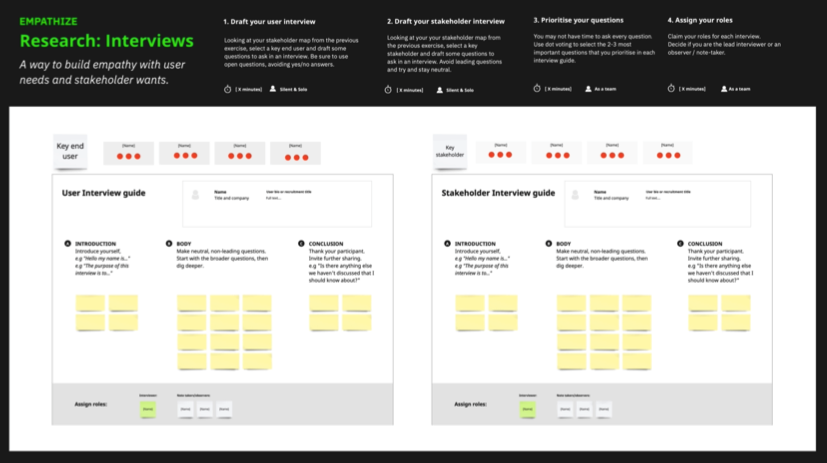 EMPATHIZE
Research: Interviews
A way to build empathy with user
needs and stakeholder wants.
1. Draft your user interview
Looking at your stakeholder map from the previous
exercise, select a key end user and draft some
questions to ask in an interview. Be sure to use
open questions, avoiding yes/no answers.
[ X minutes]
Silent & Solo
2. Draft your stakeholder interview
Looking at your stakeholder map from
the previous exercise, select a key
stakeholder and draft some questions to
ask in an interview. Avoid leading questions
and try and stay neutral.
[ X minutes]
Silent & Solo
3. Prioritise your questions
You may not have time to ask every question.
Use dot voting to select the 2-3 most
important questions that you prioritise in each
interview guide.
[ X minutes]
As a team
4. Assign your roles
Claim your roles for each interview.
Decide if you are the lead interviewer or an
observer / note-taker.
[ X minutes]
As a team
Key end
user
[Name]
[Name]
[Name]
[Name]
User Interview guide
Name
Title and company
User bio or recruitment title
Full text...
A
INTRODUCTION
Introduce yourself,
e.g "Hello my name is..."
e.g "The purpose of this
interview is to..."
B
BODY
Make neutral, non-leading questions.
Start with the broader questions, then
dig deeper.
C
CONCLUSION
Thank your participant.
Invite further sharing.
e.g "Is there anything else
we haven't discussed that I
should know about?"
Assign roles:
Interviewer
Note-takers/observers
[Name]
[Name]
[Name]
[Name]
Key
stakeholder
[Name]
[Name]
[Name]
[Name]
Stakeholder Interview guide
Name
Title and company
User bio or recruitment title
Full text...
A
INTRODUCTION
Introduce yourself,
e.g "Hello my name is..."
e.g "The purpose of this
interview is to..."
B
BODY
Make neutral, non-leading questions.
Start with the broader questions, then
dig deeper.
C
CONCLUSION
Thank your participant.
Invite further sharing.
e.g "Is there anything else
we haven't discussed that I
should know about?"
Assign roles:
Interviewer
Note-takers/observers
[Name]
[Name]
[Name]
[Name]